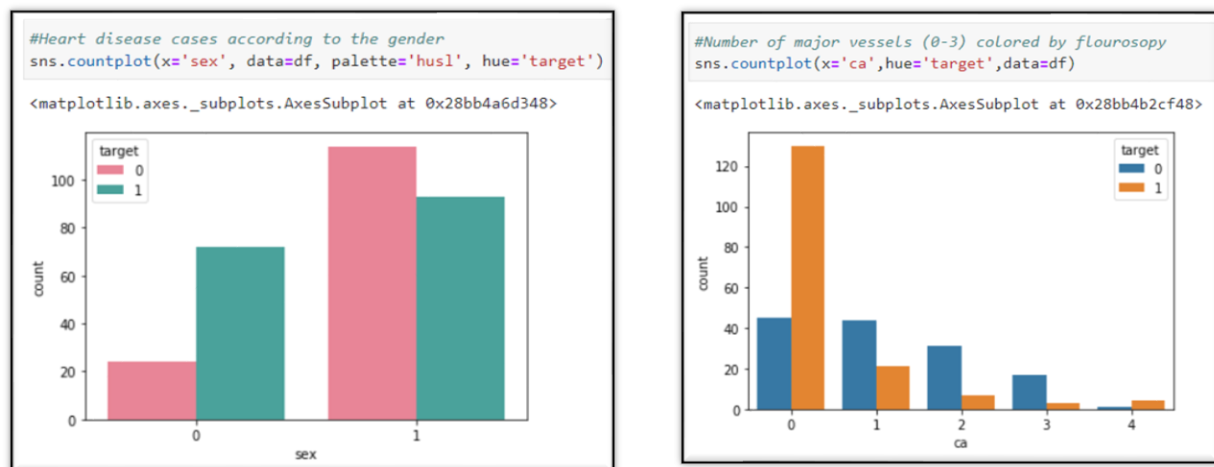 #Heart disease cases according to the gender
sns.countplot(x='sex', data=df, palette='husl', hue='target')
<matplotlib.axes._subplots.AxesSubplot at 0x28bb4a6d348>
target
0
1
100
80
60
40
20
0
count
0 1
sex
#Number of major vessels (0-3) colored by flourosopy
sns.countplot(x='ca',hue='target',data=df)
<matplotlib.axes._subplots.AxesSubplot at 0x28bb4b2cf48>
target
0
1
120
100
80
60
40
20
0
count
0 1 2 3 4
ca